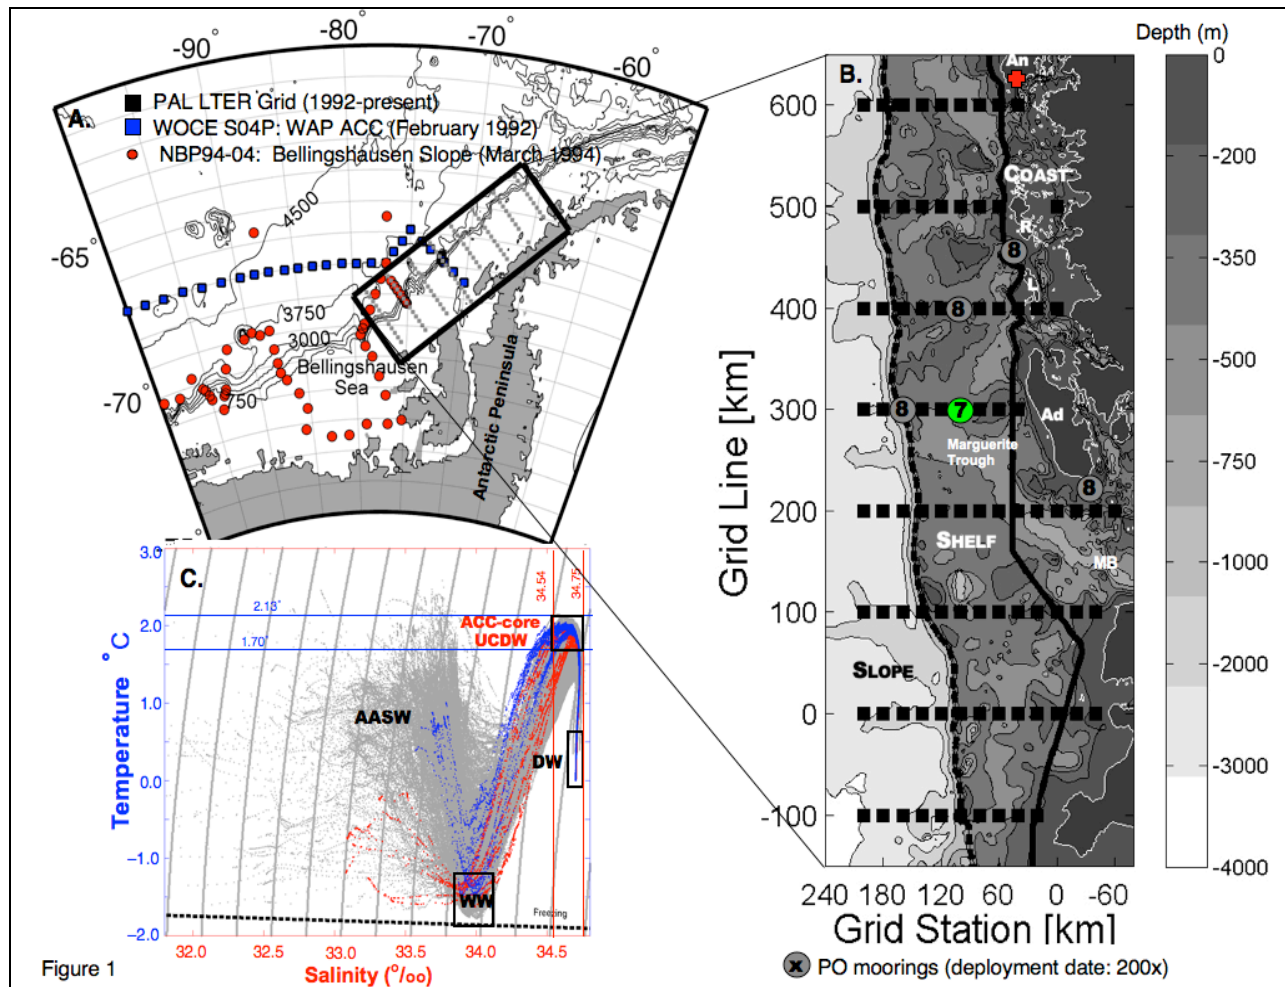 -90°
-80°
-70°
-60°
-65°
-70°
A.
PAL LTER Grid (1992-present)
WOCE S04P: WAP ACC (February 1992)
NBP94-04: Bellingshausen Slope (March 1994)
4500
3750
3000
750
Bellingshausen
Sea
Antarctic Peninsula
B.
Depth (m)
0
-200
-350
-500
-750
-1000
-2000
-3000
-4000
An
COAST
R
L
8
8
8
7
8
Ad
Marguerite
Trough
SHELF
MB
SLOPE
Grid Line [km]
600
500
400
300
200
100
0
-100
240 180 120 60 0 -60
Grid Station [km]
x PO moorings (deployment date: 200x)
C.
3.0
2.0
1.0
0.0
−1.0
−2.0
Temperature °C
2.13°
1.70°
34.54
34.75
ACC-core
UCDW
AASW
DW
WW
Freezing
32.0 32.5 33.0 33.5 34.0 34.5
Salinity (°/oo)
Figure 1